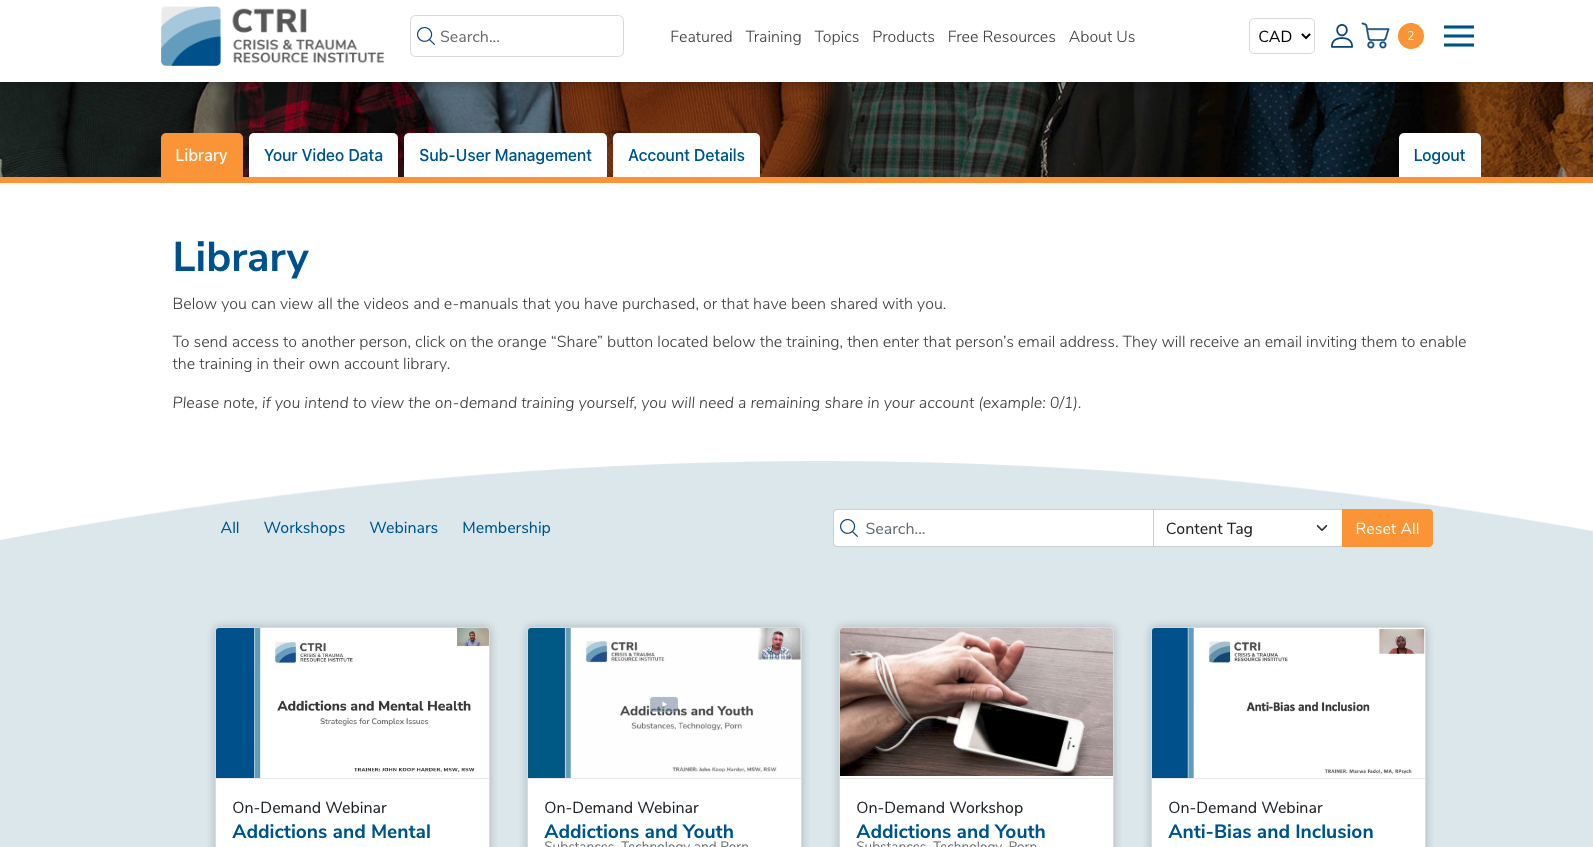 CTRI
CRISIS & TRAUMA
RESOURCE INSTITUTE
Search...
Featured Training Topics Products Free Resources About Us
CAD
2
Library
Your Video Data
Sub-User Management
Account Details
Logout
Library
Below you can view all the videos and e-manuals that you have purchased, or that have been shared with you.
To send access to another person, click on the orange “Share” button located below the training, then enter that person’s email address. They will receive an email inviting them to enable
the training in their own account library.
Please note, if you intend to view the on-demand training yourself, you will need a remaining share in your account (example: 0/1).
All Workshops Webinars Membership
Search...
Content Tag
Reset All
CTRI
CRISIS & TRAUMA
RESOURCE INSTITUTE
Addictions and Mental Health
Strategies for Complex Issues
TRAINER: JOHN KOOP HARDER, MSW, RSW
On-Demand Webinar
Addictions and Mental
CTRI
CRISIS & TRAUMA
RESOURCE INSTITUTE
Addictions and Youth
Substances, Technology, Porn
TRAINER: John Koop Harder, MSW, RSW
On-Demand Webinar
Addictions and Youth
Substances, Technology and Porn
On-Demand Workshop
Addictions and Youth
Substances, Technology, Porn
CTRI
CRISIS & TRAUMA
RESOURCE INSTITUTE
Anti-Bias and Inclusion
TRAINER: Marwa Fadol, MA, RPsych
On-Demand Webinar
Anti-Bias and Inclusion